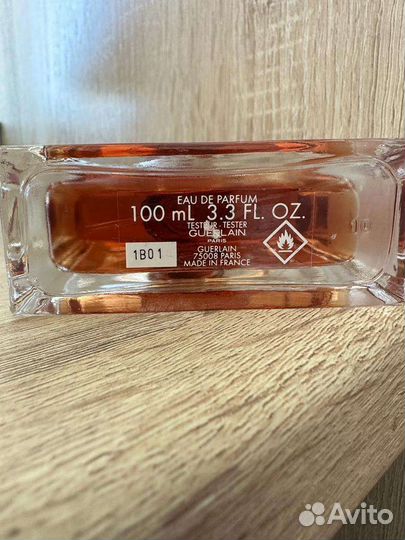 EAU DE PARFUM
100 mL 3.3 FL. OZ.
TESTEUR - TESTER
GUERLAIN
PARIS
GUERLAIN
75008 PARIS
MADE IN FRANCE
1B01
Avito